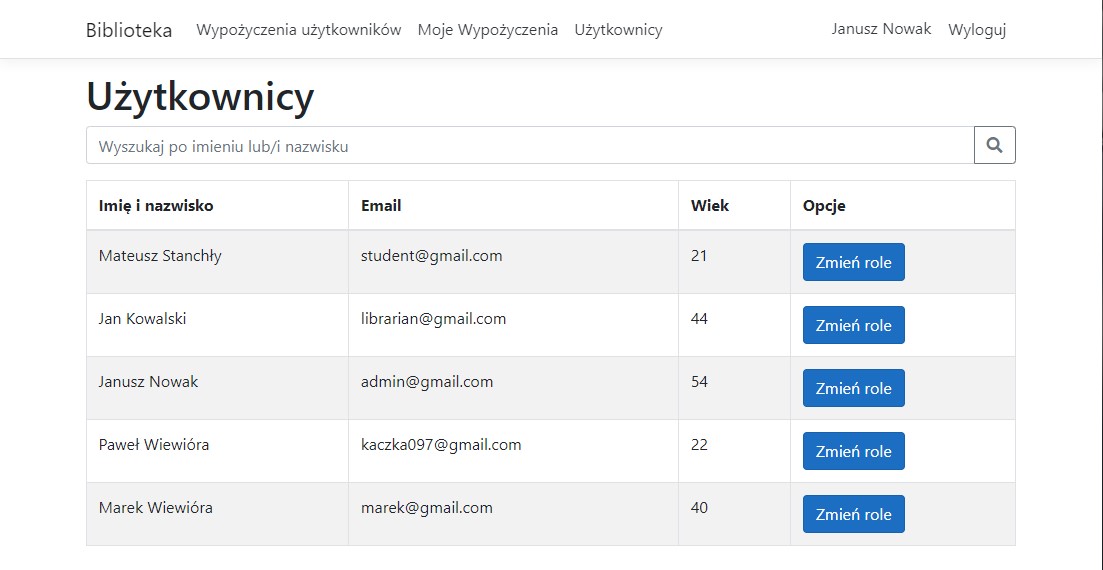 Biblioteka Wypożyczenia użytkowników Moje Wypożyczenia Użytkownicy Janusz Nowak Wyloguj
Użytkownicy
Wyszukaj po imieniu lub/i nazwisku
Imię i nazwisko Email Wiek Opcje
Mateusz Stanchły student@gmail.com 21 Zmień role
Jan Kowalski librarian@gmail.com 44 Zmień role
Janusz Nowak admin@gmail.com 54 Zmień role
Paweł Wiewióra kaczka097@gmail.com 22 Zmień role
Marek Wiewióra marek@gmail.com 40 Zmień role